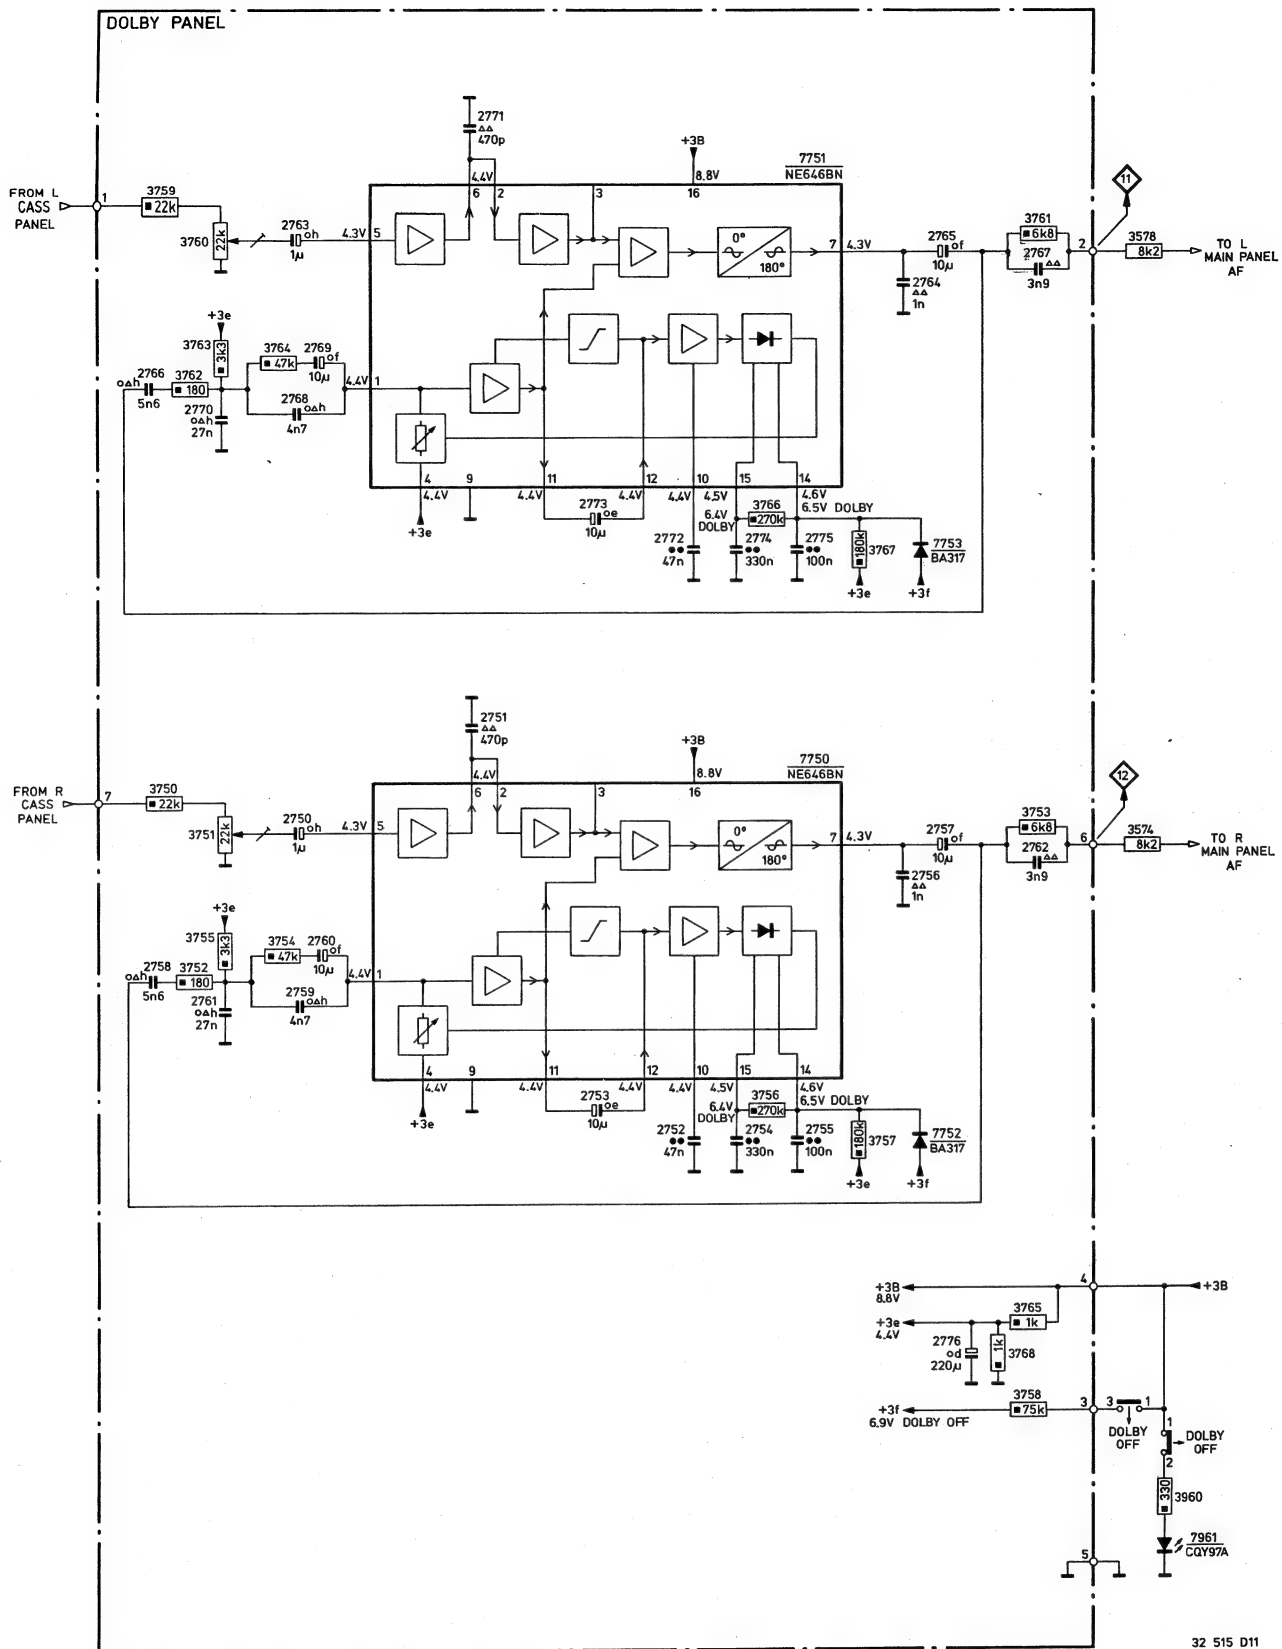 DOLBY PANEL
2771
470p
+3B
7751
NE646BN
4.4V
8.8V
6
2
3
16
FROM L
CASS
PANEL
1
3759
22k
3760
22k
2763
oh
1µ
4.3V
5
0°
180°
7
4.3V
2765
of
10µ
2764
1n
3761
6k8
2767
3n9
11
2
3578
8k2
TO L
MAIN PANEL
AF
+3e
3763
3k3
3764
47k
2769
of
10µ
2766
5n6
3762
180
2770
27n
2768
4n7
4.4V
1
4
9
11
12
10
15
14
4.4V
4.4V
4.4V
4.4V
4.5V
4.6V
+3e
2773
oe
10µ
6.4V
DOLBY
3766
270k
6.5V DOLBY
2772
47n
2774
330n
2775
100n
180k
3767
+3e
7753
BA317
+3f
2751
470p
+3B
7750
NE646BN
4.4V
8.8V
6
2
3
16
FROM R
CASS
PANEL
7
3750
22k
3751
22k
2750
oh
1µ
4.3V
5
0°
180°
7
4.3V
2757
of
10µ
2756
1n
3753
6k8
2762
3n9
12
6
3574
8k2
TO R
MAIN PANEL
AF
+3e
3755
3k3
3754
47k
2760
of
10µ
2758
5n6
3752
180
2761
27n
2759
4n7
4.4V
1
4
9
11
12
10
15
14
4.4V
4.4V
4.4V
4.4V
4.5V
4.6V
+3e
2753
oe
10µ
6.4V
DOLBY
3756
270k
6.5V DOLBY
2752
47n
2754
330n
2755
100n
180k
3757
+3e
7752
BA317
+3f
+3B
8.8V
4
+3B
+3e
4.4V
3765
1k
2776
od
220µ
1k
3768
+3f
6.9V DOLBY OFF
3758
75k
3
3
1
DOLBY
OFF
1
2
DOLBY
OFF
330
3960
7961
CQY97A
5
32 515 D11